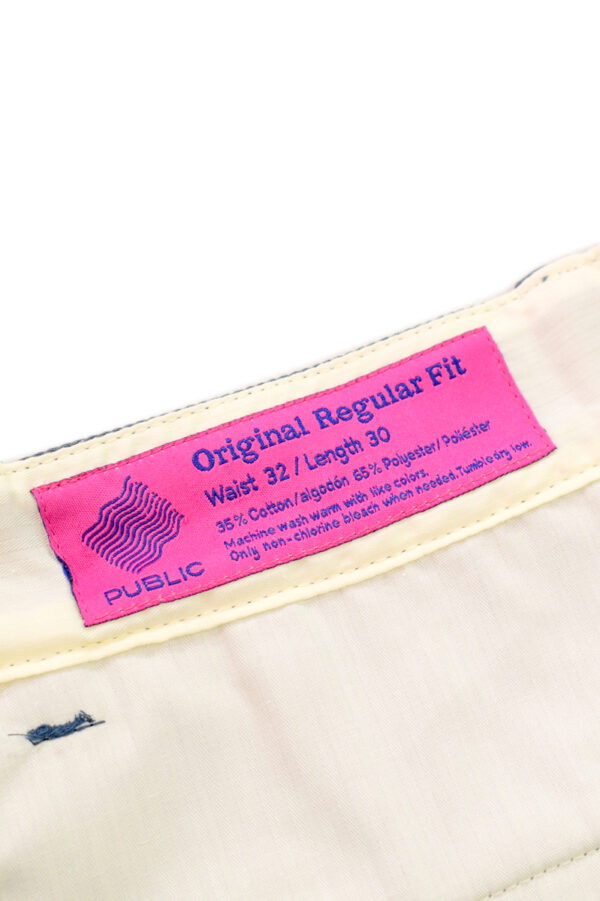 Original Regular Fit
Waist 32 / Length 30
35% Cotton/algodón 65% Polyester/Poliéster
Machine wash warm with like colors.
Only non-chlorine bleach when needed. Tumble dry low.
PUBLIC